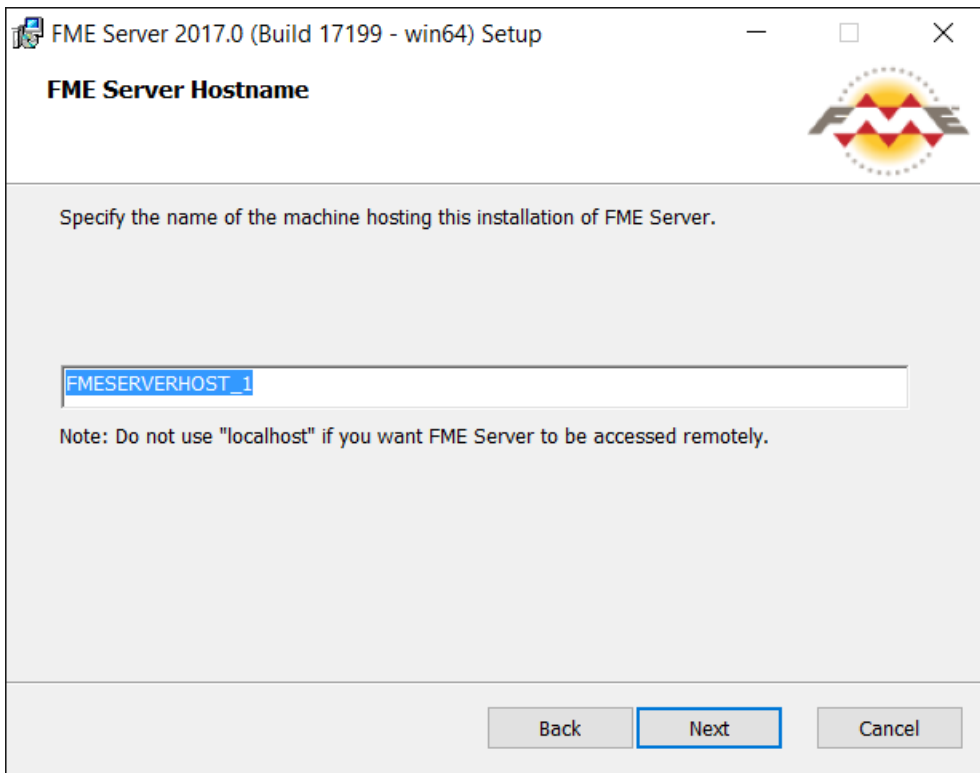 FME Server 2017.0 (Build 17199 - win64) Setup
FME Server Hostname
FME
Specify the name of the machine hosting this installation of FME Server.
FMESERVERHOST_1
Note: Do not use "localhost" if you want FME Server to be accessed remotely.
Back Next Cancel